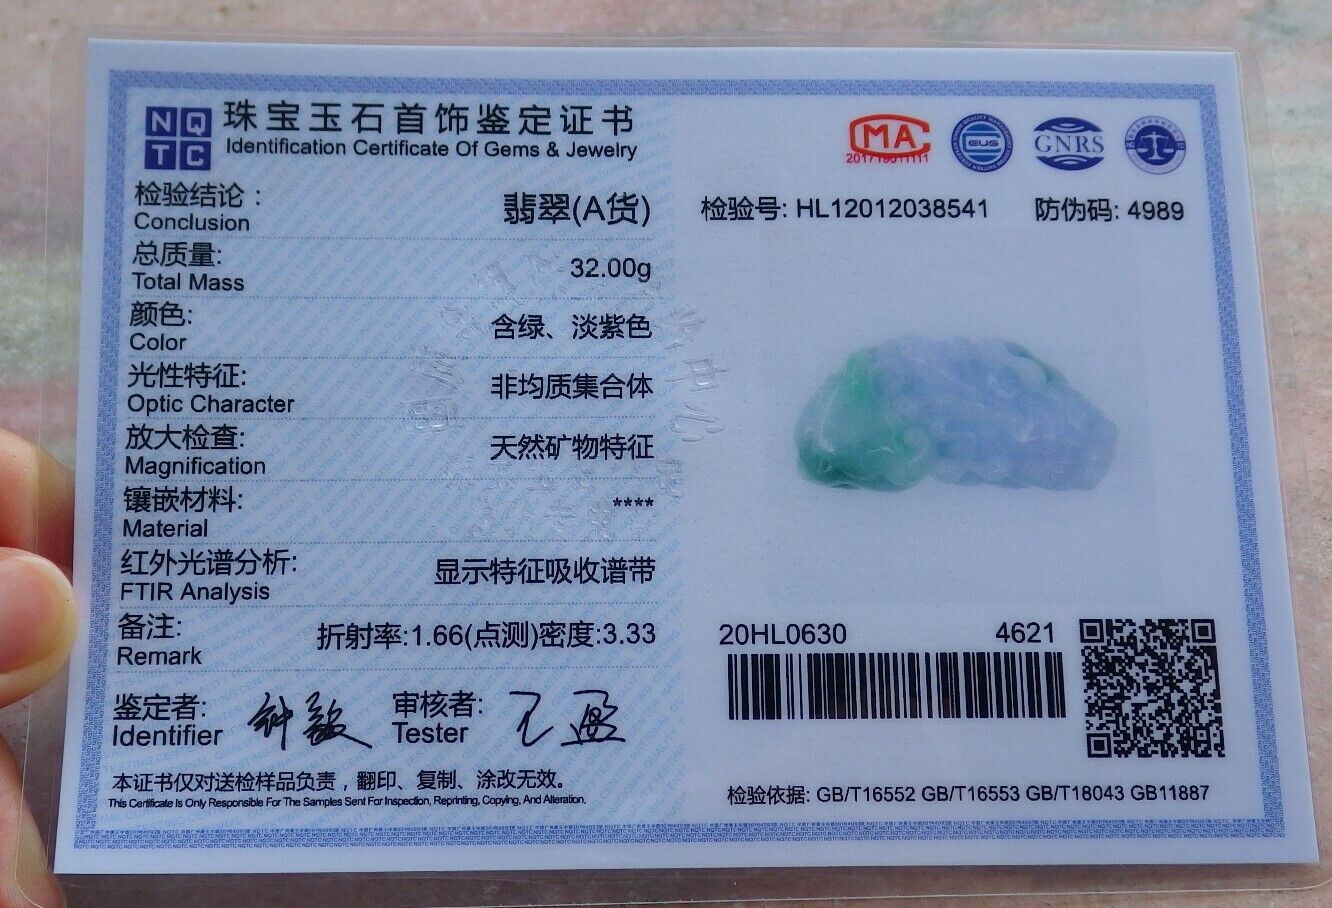 NQ
TC
珠宝玉石首饰鉴定证书
Identification Certificate Of Gems & Jewelry
检验结论：
Conclusion
翡翠(A货)
总质量:
Total Mass
32.00g
颜色:
Color
含绿、淡紫色
光性特征:
Optic Character
非均质集合体
放大检查:
Magnification
天然矿物特征
镶嵌材料:
Material
****
红外光谱分析:
FTIR Analysis
显示特征吸收谱带
备注:
Remark
折射率:1.66(点测)密度:3.33
鉴定者:
Identifier
审核者:
Tester
本证书仅对送检样品负责，翻印、复制、涂改无效。
This Certificate Is Only Responsible For The Samples Sent For Inspection, Reprinting, Copying, And Alteration.
MA
EUS
GNRS
检验号: HL12012038541
防伪码: 4989
20HL0630
4621
检验依据: GB/T16552 GB/T16553 GB/T18043 GB11887